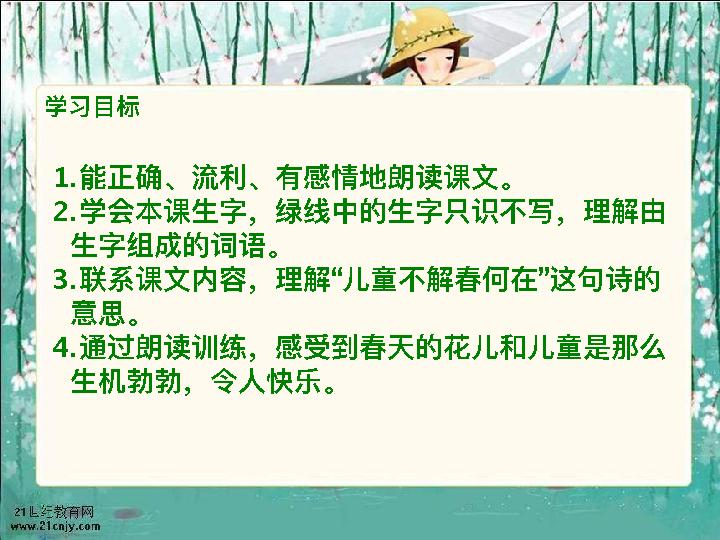 学习目标
1.能正确、流利、有感情地朗读课文。
2.学会本课生字，绿线中的生字只识不写，理解由
生字组成的词语。
3.联系课文内容，理解“儿童不解春何在”这句诗的
意思。
4.通过朗读训练，感受到春天的花儿和儿童是那么
生机勃勃，令人快乐。
21世纪教育网
www.21cnjy.com